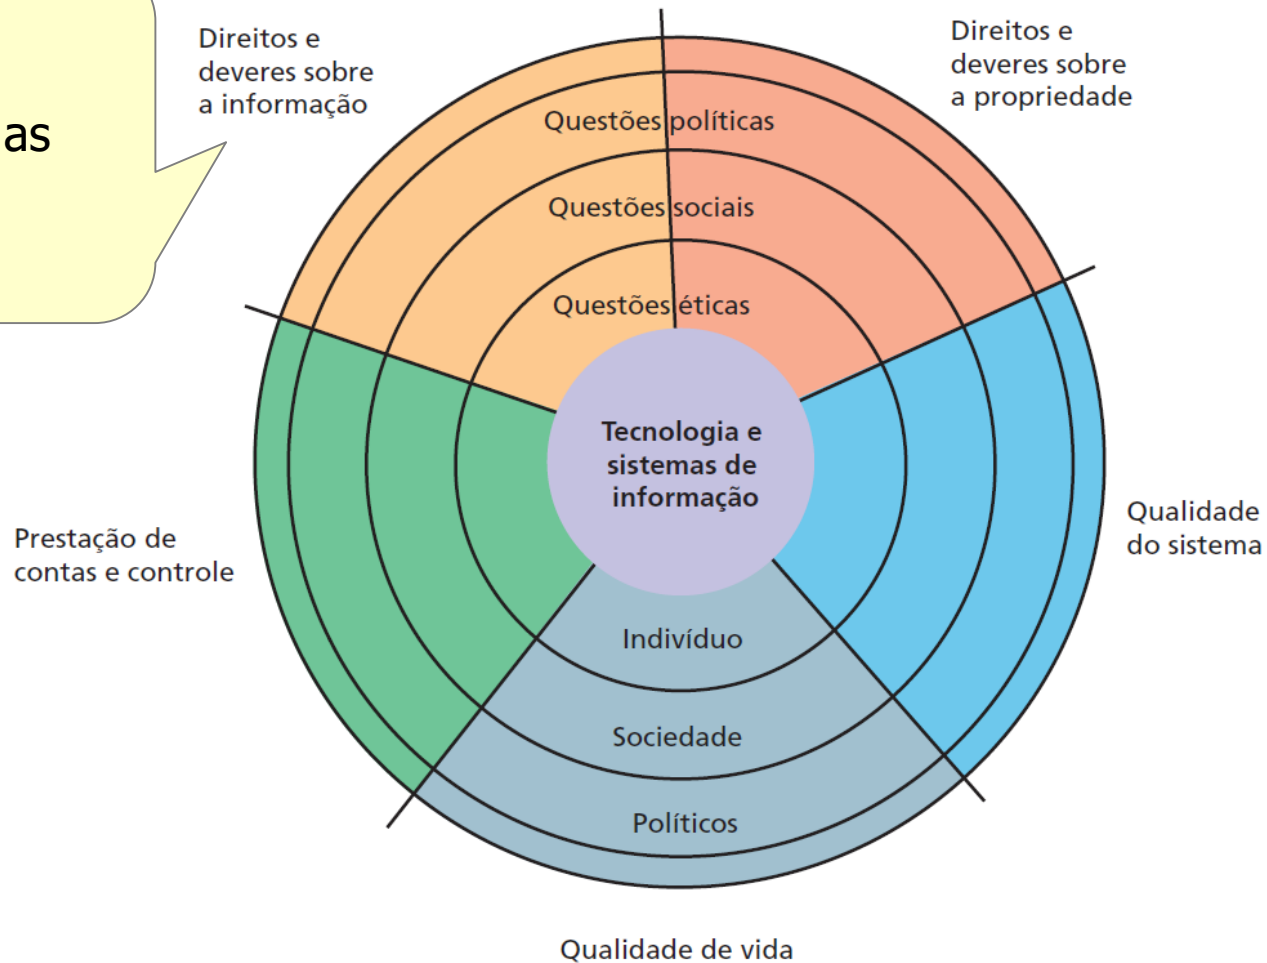 as
Direitos e
deveres sobre
a informação
Direitos e
deveres sobre
a propriedade
Questões políticas
Questões sociais
Questões éticas
Tecnologia e
sistemas de
informação
Prestação de
contas e controle
Qualidade
do sistema
Indivíduo
Sociedade
Políticos
Qualidade de vida